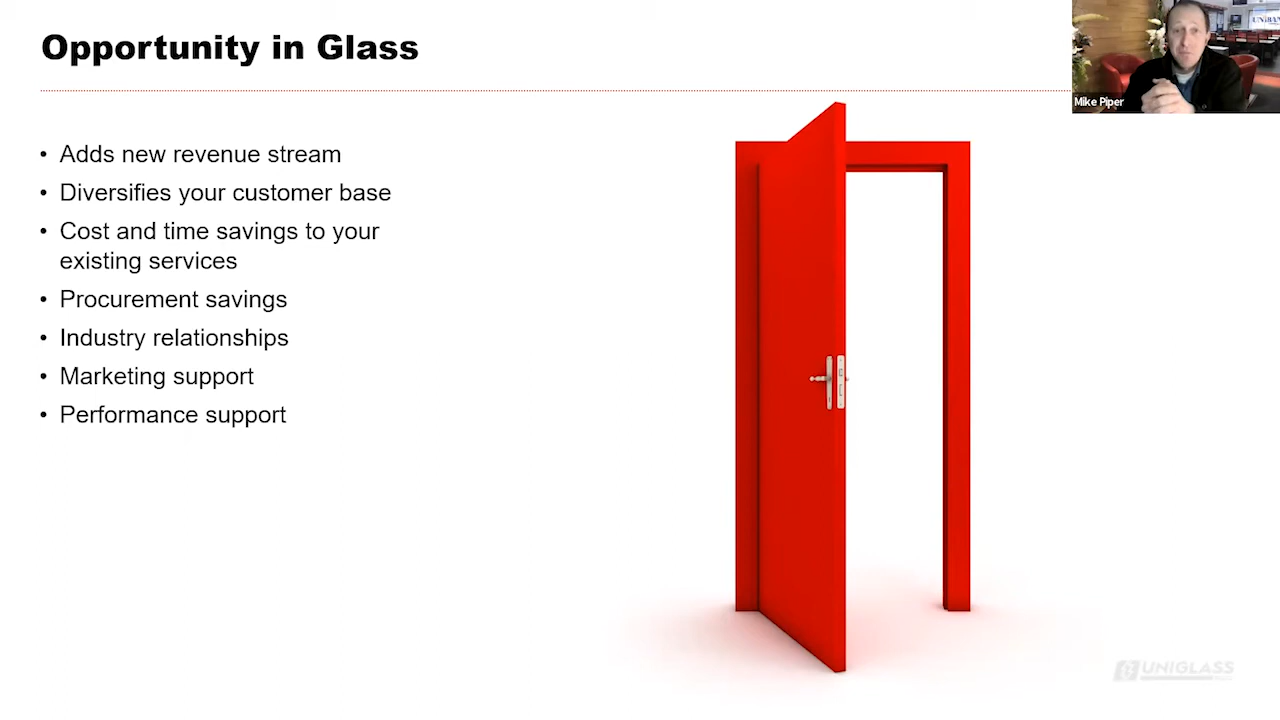 Opportunity in Glass
Mike Piper
• Adds new revenue stream
• Diversifies your customer base
• Cost and time savings to your
existing services
• Procurement savings
• Industry relationships
• Marketing support
• Performance support
UNIGLASS